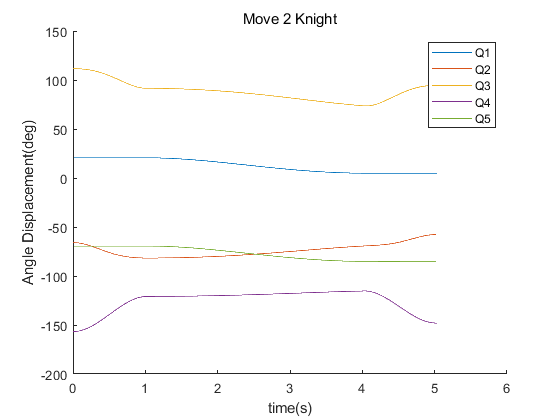 Move 2 Knight
150
100
50
0
-50
-100
-150
-200
Angle Displacement(deg)
Q1
Q2
Q3
Q4
Q5
0 1 2 3 4 5 6
time(s)